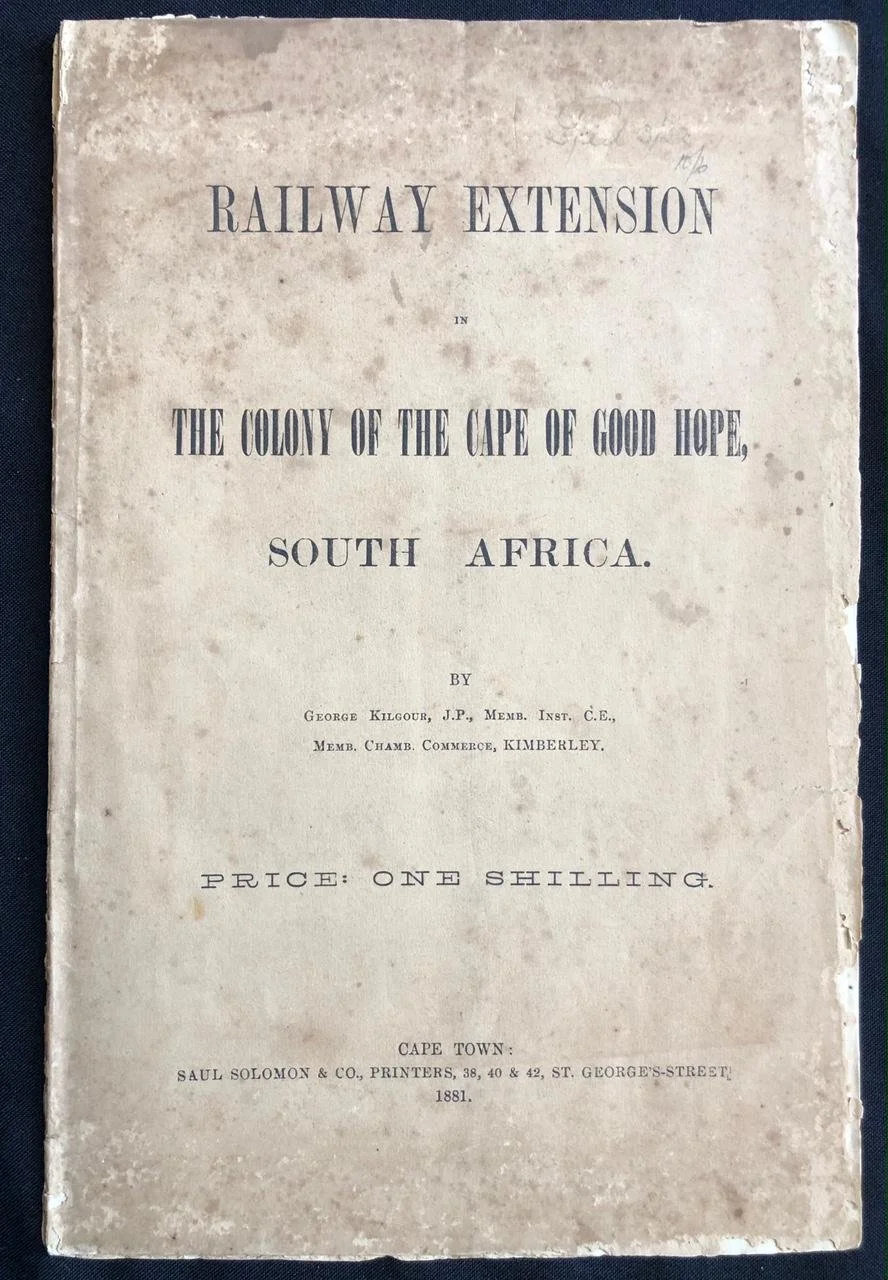 10/6
RAILWAY EXTENSION
IN
THE COLONY OF THE CAPE OF GOOD HOPE,
SOUTH AFRICA.
BY
GEORGE KILGOUR, J.P., MEMB. INST. C.E.,
MEMB. CHAMB. COMMERCE, KIMBERLEY.
PRICE: ONE SHILLING.
CAPE TOWN:
SAUL SOLOMON & CO., PRINTERS, 38, 40 & 42, ST. GEORGE'S-STREET,
1881.